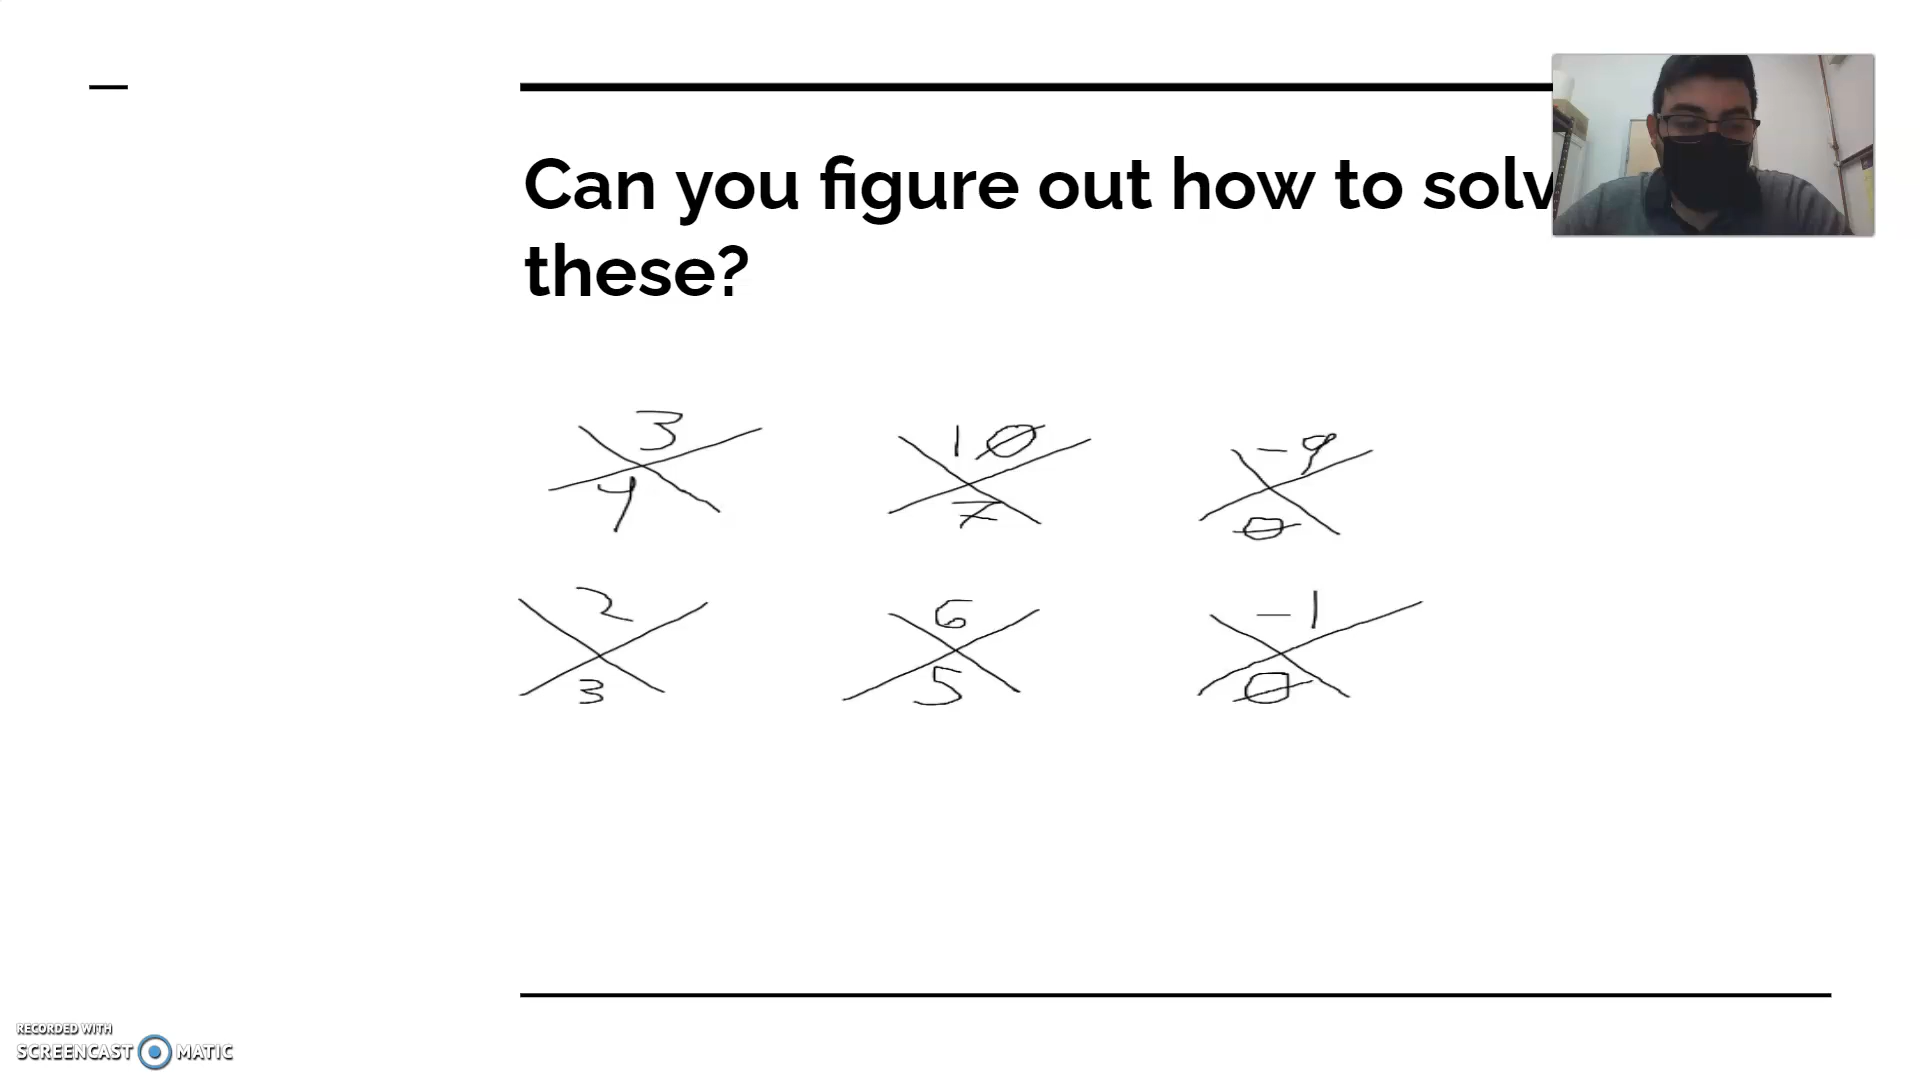 Can you figure out how to solv
these?
3 10 -9
4 7 0
2 6 -1
3 5 0
RECORDED WITH
SCREENCAST MATIC